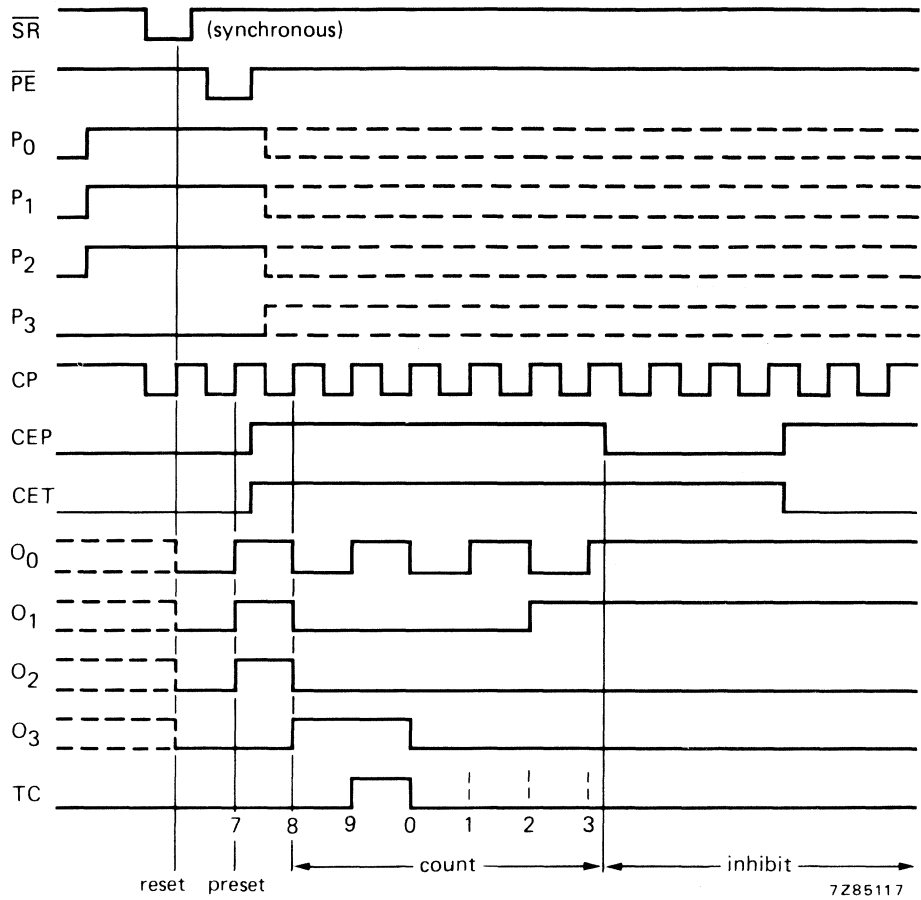 SR (synchronous)
PE
P0
P1
P2
P3
CP
CEP
CET
O0
O1
O2
O3
TC
7 8 9 0 1 2 3
count inhibit
reset preset
7Z85117